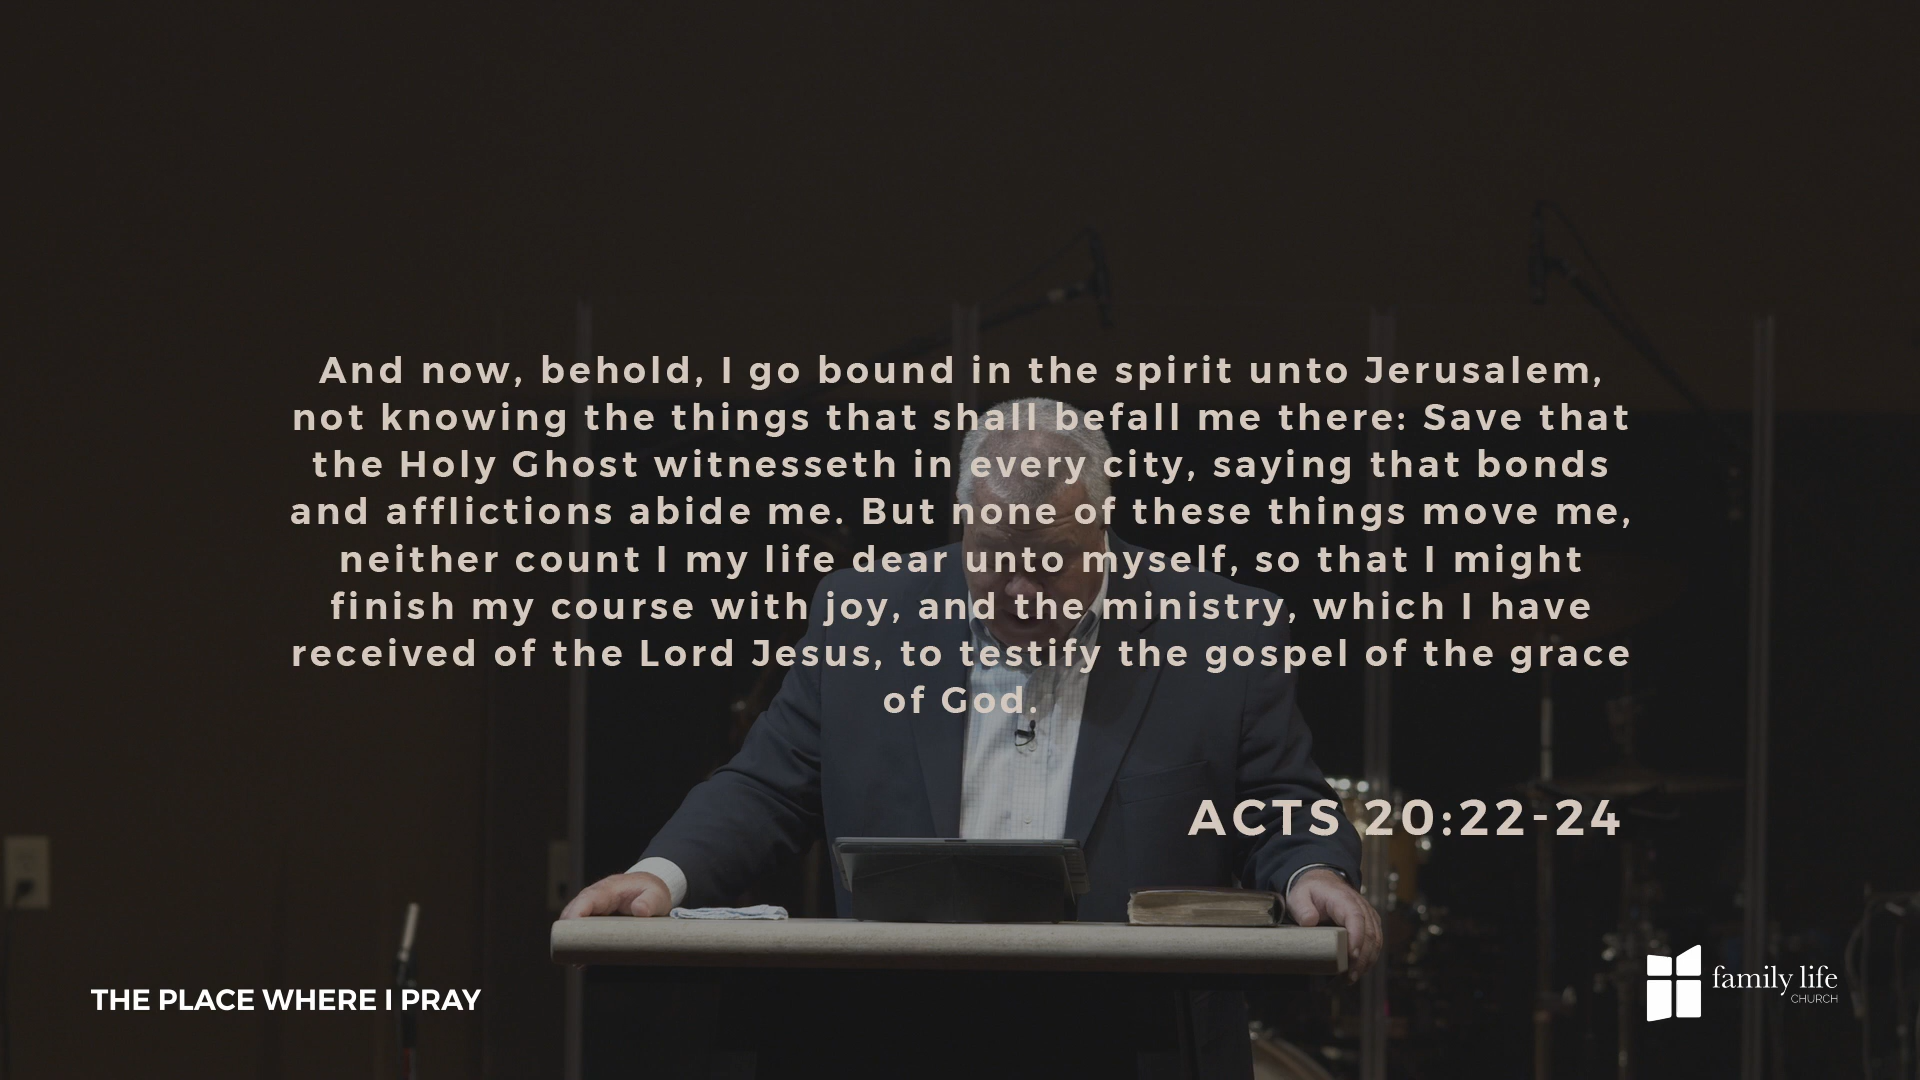 And now, behold, I go bound in the spirit unto Jerusalem,
not knowing the things that shall befall me there: Save that
the Holy Ghost witnesseth in every city, saying that bonds
and afflictions abide me. But none of these things move me,
neither count I my life dear unto myself, so that I might
finish my course with joy, and the ministry, which I have
received of the Lord Jesus, to testify the gospel of the grace
of God.
ACTS 20:22-24
THE PLACE WHERE I PRAY
family life
CHURCH